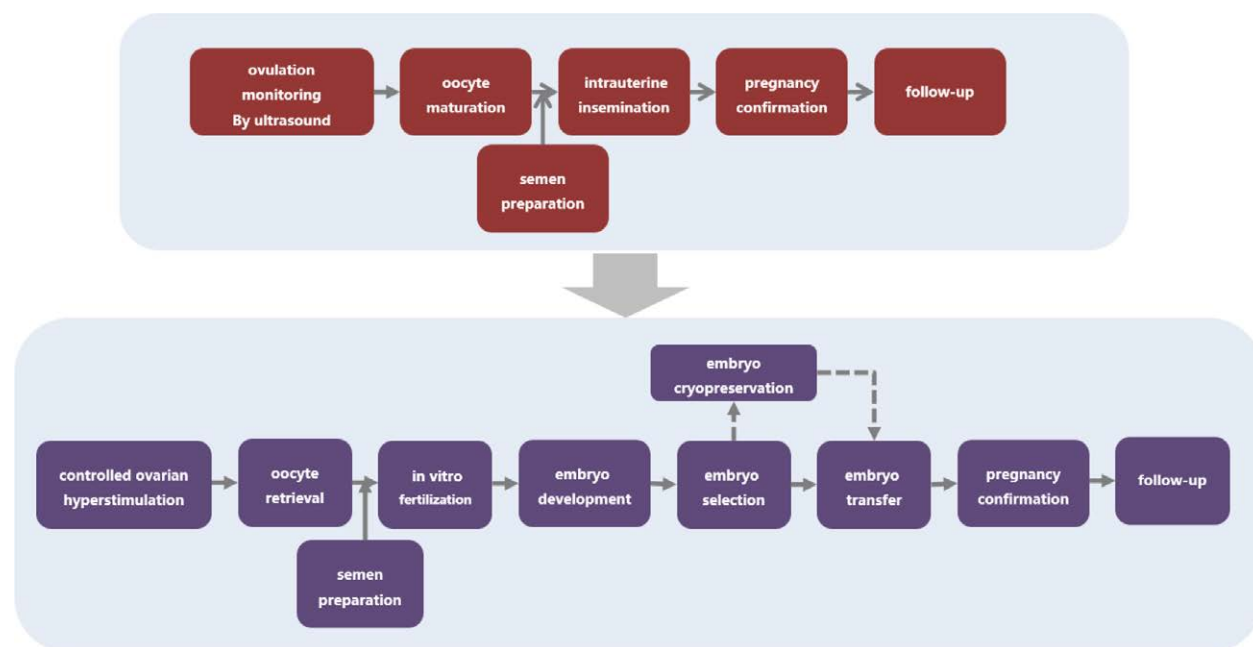 ovulation
monitoring
By ultrasound
oocyte
maturation
intrauterine
insemination
pregnancy
confirmation
follow-up
semen
preparation
embryo
cryopreservation
controlled ovarian
hyperstimulation
oocyte
retrieval
in vitro
fertilization
embryo
development
embryo
selection
embryo
transfer
pregnancy
confirmation
follow-up
semen
preparation